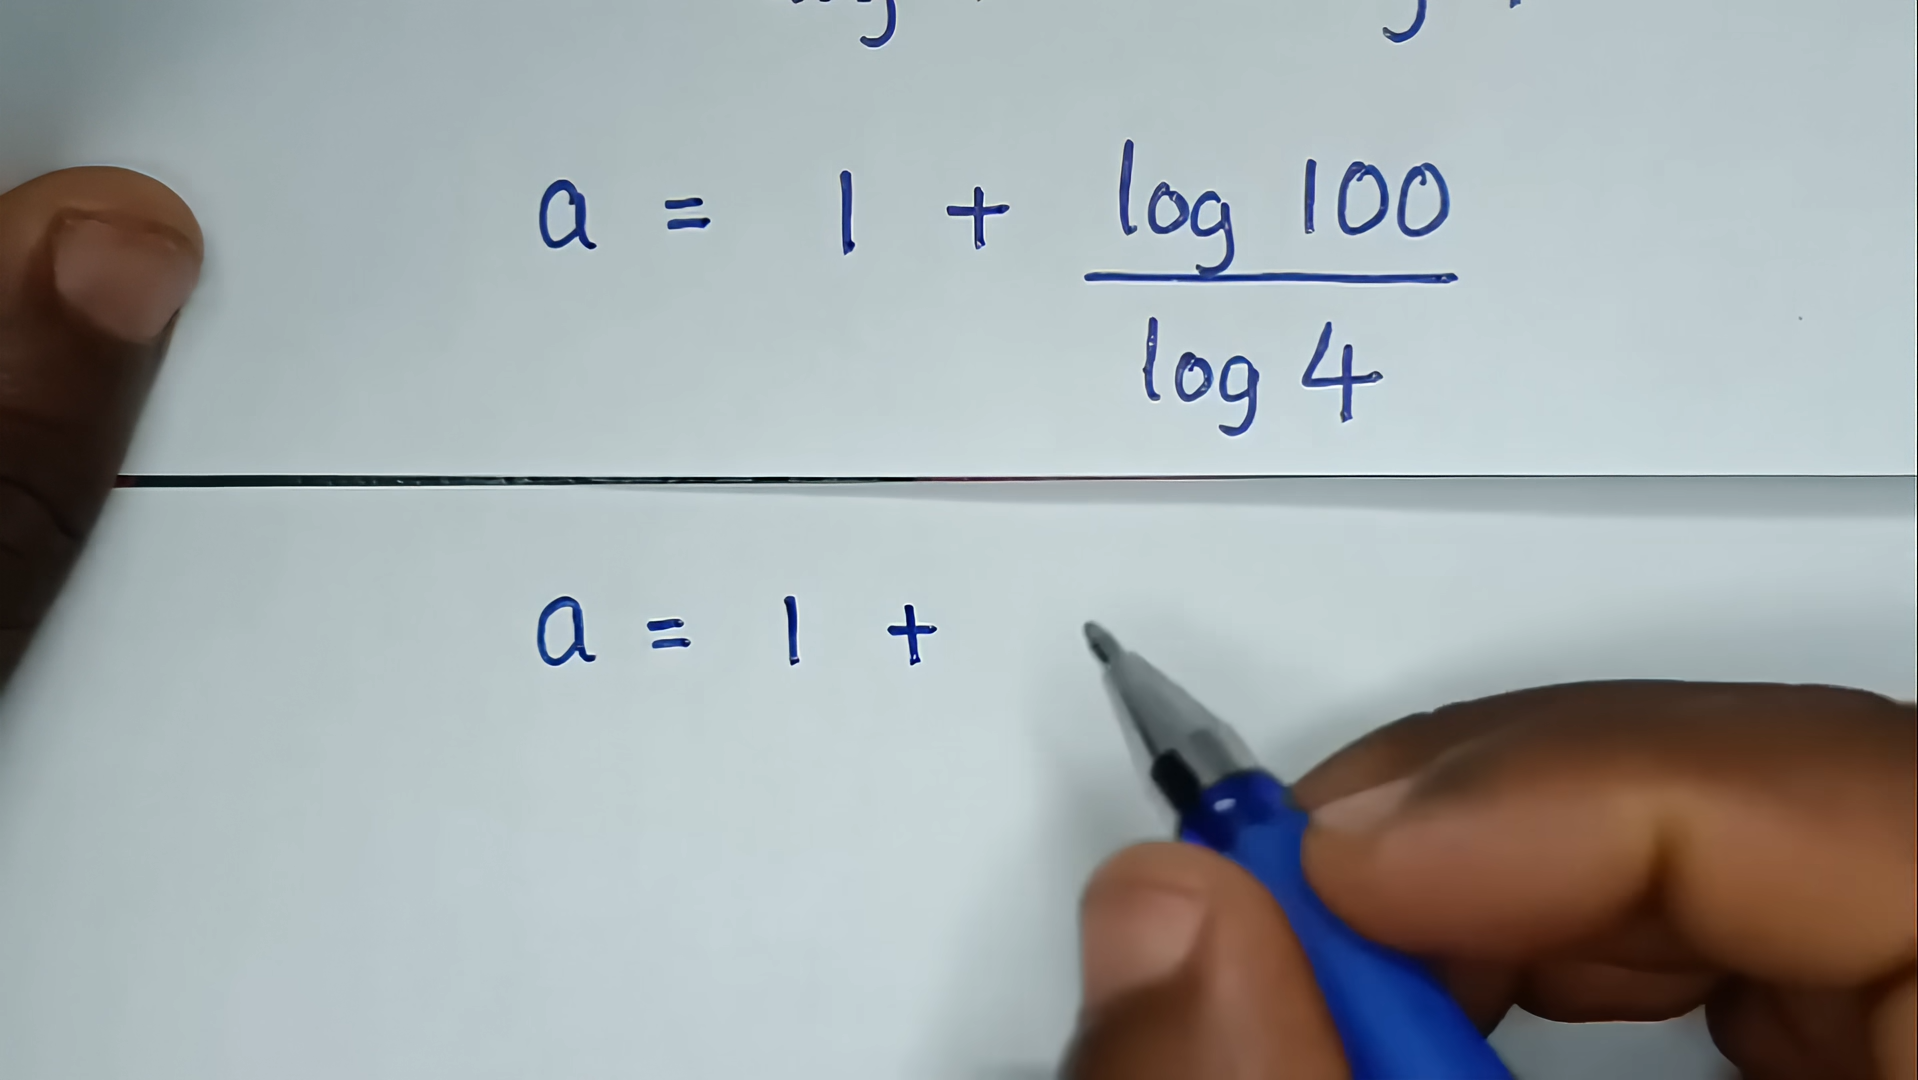 a = 1 + log 100
log 4
a = 1 +